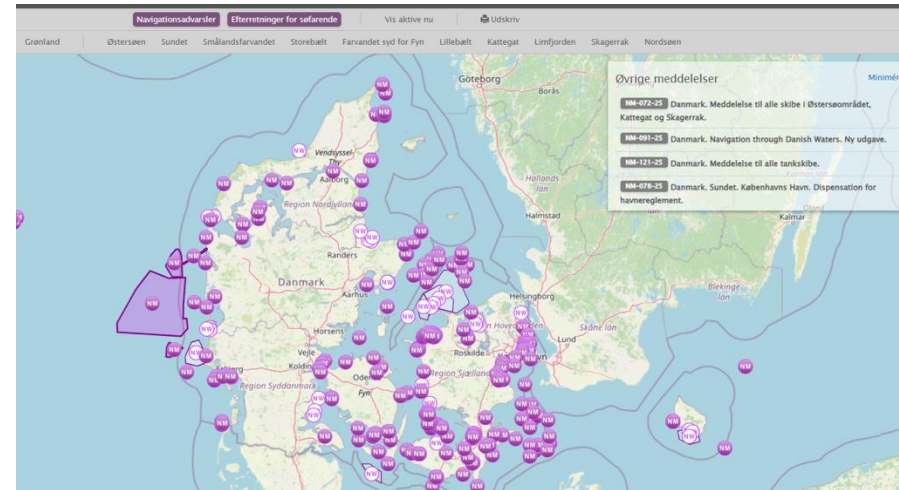 Navigationsadvarsler Efterretninger for søfarende Vis aktive nu Udskriv
Grønland Østersøen Sundet Smålandsfarvandet Storebælt Farvandet syd for Fyn Lillebælt Kattegat Limfjorden Skagerrak Nordsøen
Øvrige meddelelser Minimér
NM-072-25 Danmark. Meddelelse til alle skibe i Østersøområdet,
Kattegat og Skagerrak.
NM-091-25 Danmark. Navigation through Danish Waters. Ny udgave.
NM-121-25 Danmark. Meddelelse til alle tankskibe.
NM-078-25 Danmark. Sundet. Københavns Havn. Dispensation for
havnereglement.
Göteborg
Borås
Vendsyssel-
Thy
Region Nordjylland
Hallands
län
Halmstad
Kalmar
Randers
Danmark
Aarhus
Blekinge
län
Helsingborg
Skåne län
Lund
Horsens
Vejle
Roskilde
Region Syddanmark
Fyn
NM
NW